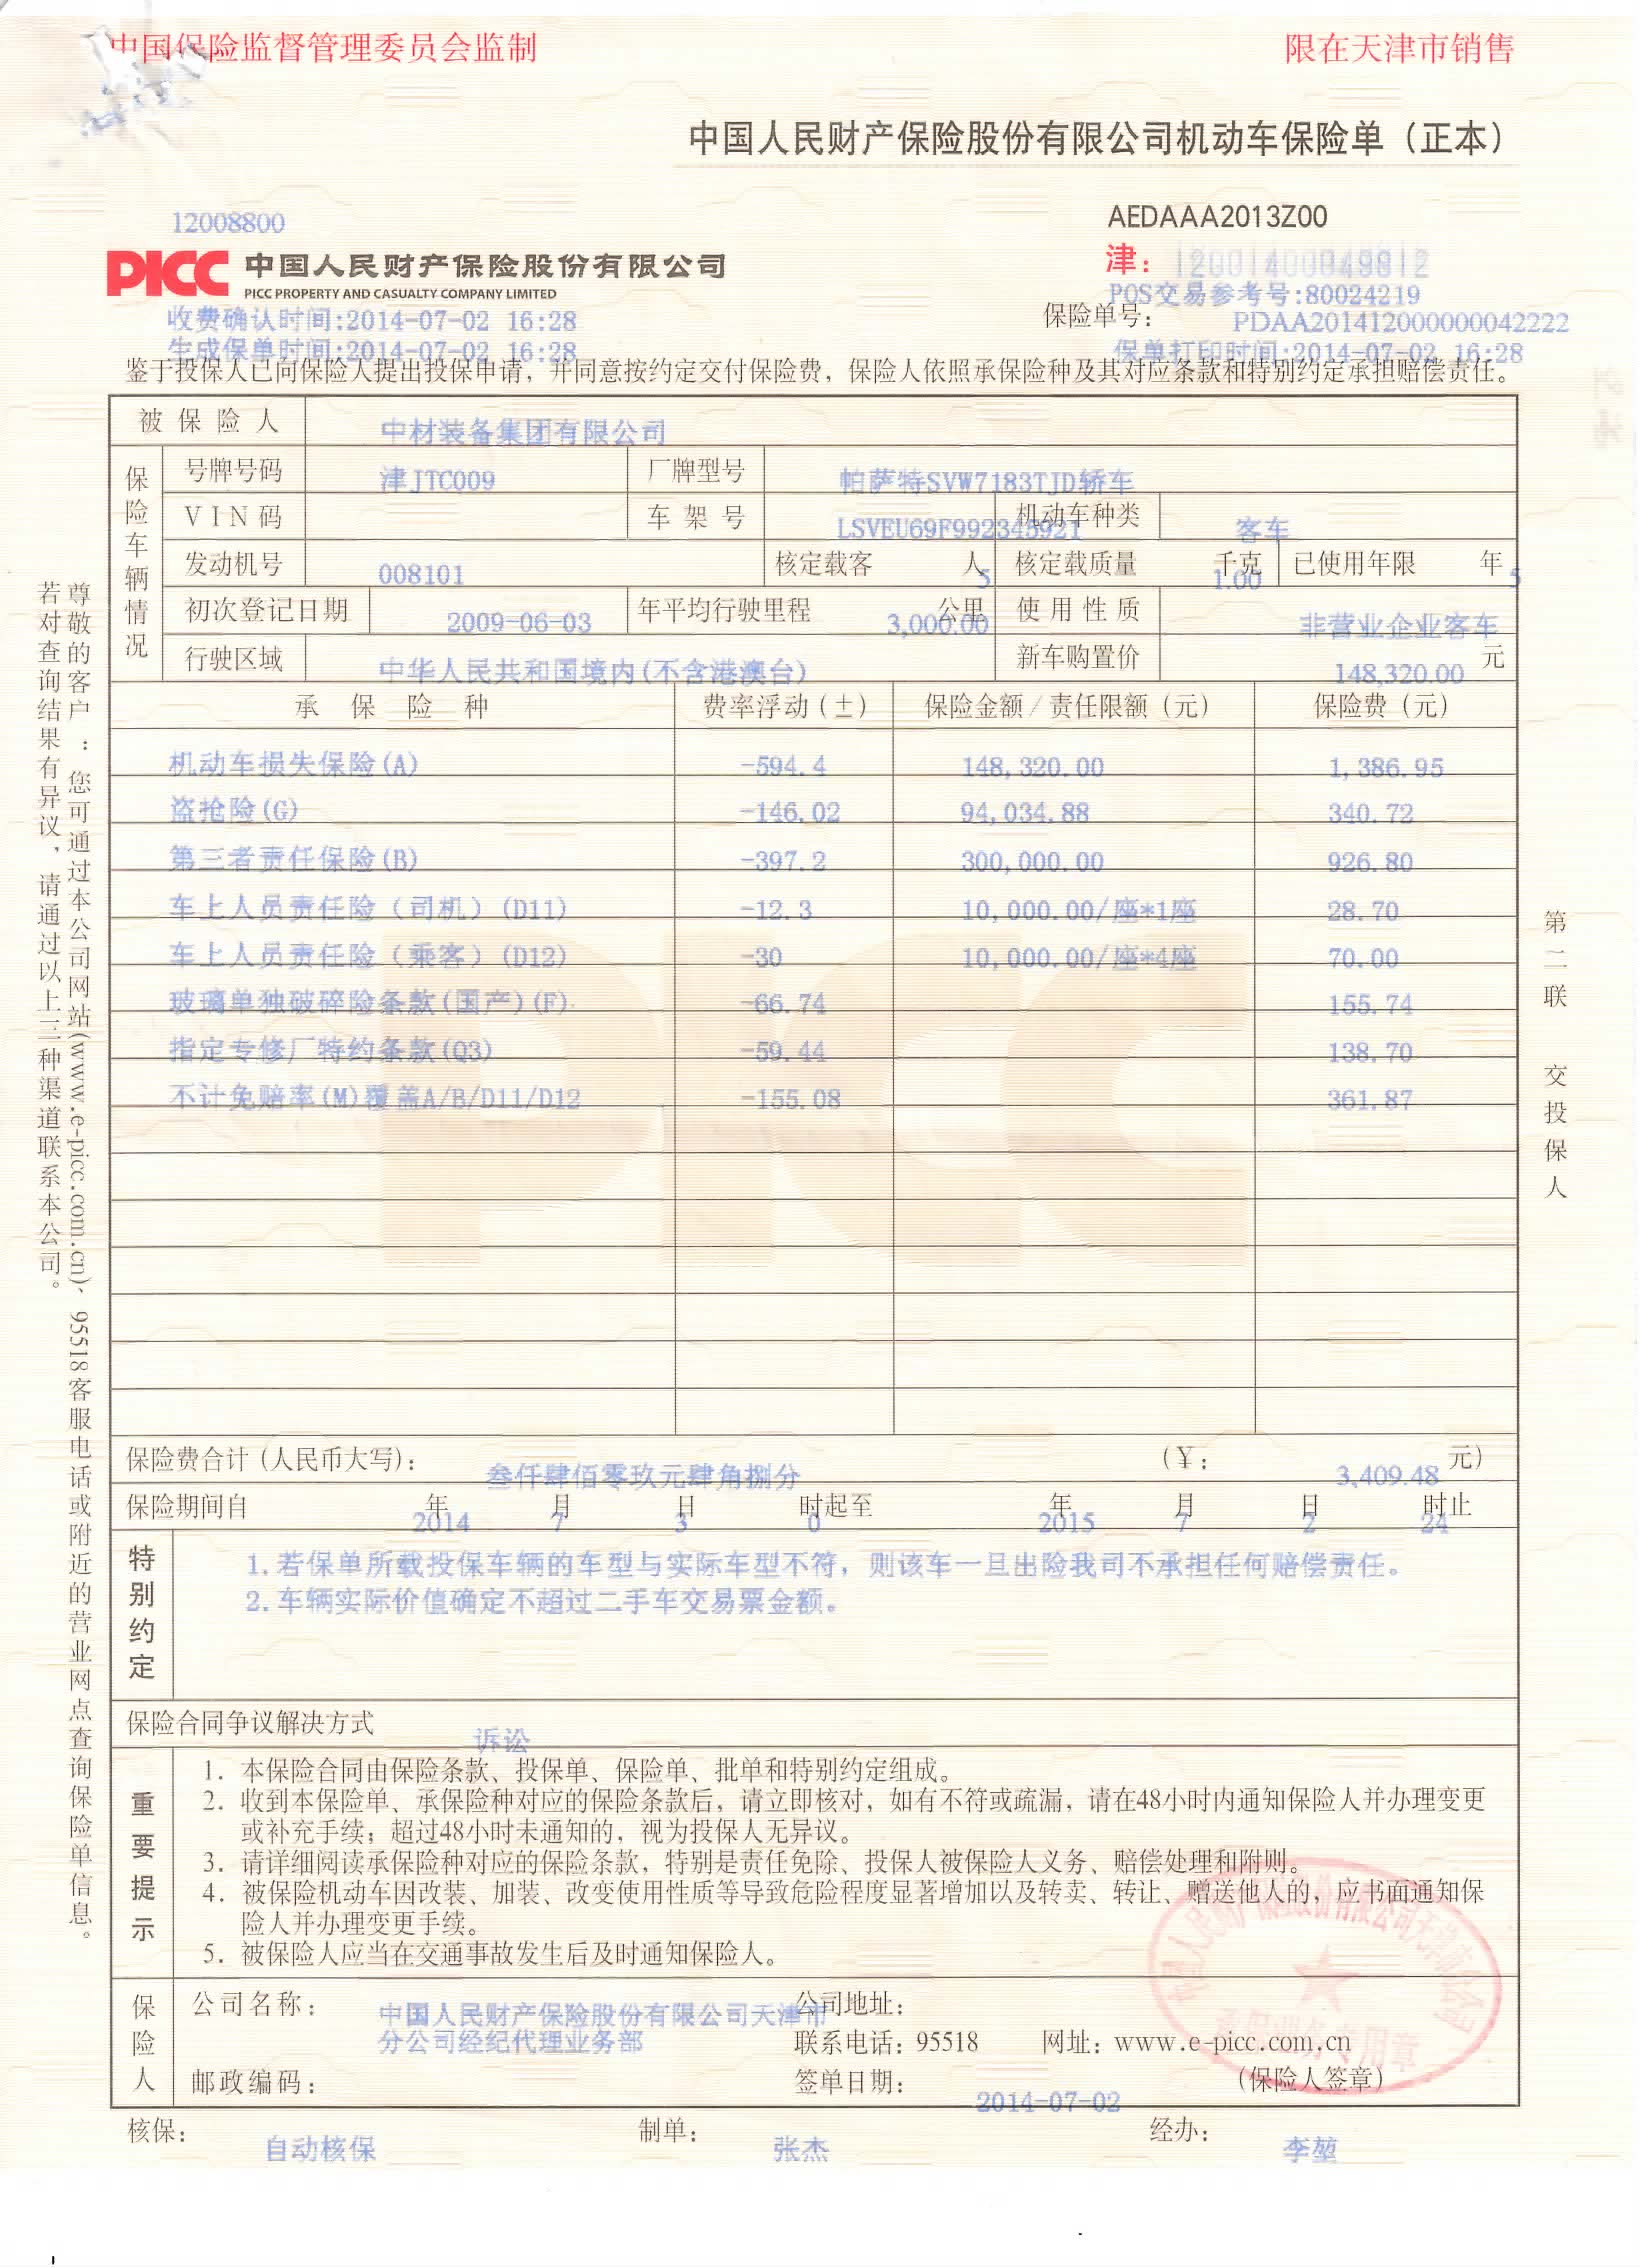 中国保险监督管理委员会监制
限在天津市销售
中国人民财产保险股份有限公司机动车保险单（正本）
12008800
AEDAAA2013Z00
PICC 中国人民财产保险股份有限公司
PICC PROPERTY AND CASUALTY COMPANY LIMITED
津：12001400049812
POS交易参考号:80024219
收费确认时间:2014-07-02 16:28
保险单号：PDAA201412000000042222
生成保单时间:2014-07-02 16:28
保单打印时间:2014-07-02 16:28
鉴于投保人已向保险人提出投保申请，并同意按约定交付保险费，保险人依照承保险种及其对应条款和特别约定承担赔偿责任。
被保险人 中材装备集团有限公司
保险车辆情况
号牌号码 津JTC009 厂牌型号 帕萨特SVW7183TJD轿车
VIN码 车架号 LSVEU69F992345921 机动车种类 客车
发动机号 008101 核定载客 5 人 核定载质量 1.00 千克 已使用年限 5 年
初次登记日期 2009-06-03 年平均行驶里程 3,000.00 公里 使用性质 非营业企业客车
行驶区域 中华人民共和国境内(不含港澳台) 新车购置价 148,320.00 元
承保险种 费率浮动（±） 保险金额／责任限额（元） 保险费（元）
机动车损失保险(A) -594.4 148,320.00 1,386.95
盗抢险(G) -146.02 94,034.88 340.72
第三者责任保险(B) -397.2 300,000.00 926.80
车上人员责任险（司机）(D11) -12.3 10,000.00/座*1座 28.70
车上人员责任险（乘客）(D12) -30 10,000.00/座*4座 70.00
玻璃单独破碎险条款(国产)(F) -66.74 155.74
指定专修厂特约条款(Q3) -59.44 138.70
不计免赔率(M)覆盖A/B/D11/D12 -155.08 361.87
保险费合计（人民币大写）：叁仟肆佰零玖元肆角捌分 （¥：3,409.48 元）
保险期间自 2014 年 7 月 3 日 0 时起至 2015 年 7 月 2 日 24 时止
特别约定
1.若保单所载投保车辆的车型与实际车型不符，则该车一旦出险我司不承担任何赔偿责任。
2.车辆实际价值确定不超过二手车交易票金额。
保险合同争议解决方式 诉讼
重要提示
1. 本保险合同由保险条款、投保单、保险单、批单和特别约定组成。
2. 收到本保险单、承保险种对应的保险条款后，请立即核对，如有不符或疏漏，请在48小时内通知保险人并办理变更
或补充手续；超过48小时未通知的，视为投保人无异议。
3. 请详细阅读承保险种对应的保险条款，特别是责任免除、投保人被保险人义务、赔偿处理和附则。
4. 被保险机动车因改装、加装、改变使用性质等导致危险程度显著增加以及转卖、转让、赠送他人的，应书面通知保
险人并办理变更手续。
5. 被保险人应当在交通事故发生后及时通知保险人。
保险人
公司名称：中国人民财产保险股份有限公司天津市
分公司经纪代理业务部
公司地址：
联系电话：95518 网址：www.e-picc.com.cn
邮政编码：
签单日期：2014-07-02
（保险人签章）
核保：自动核保 制单：张杰 经办：李堃
尊敬的客户：您可通过本公司网站(www.e-picc.com.cn)、95518客服电话或附近的营业网点查询保险单信息。
若对查询结果有异议，请通过以上三种渠道联系本公司。
第二联 交投保人